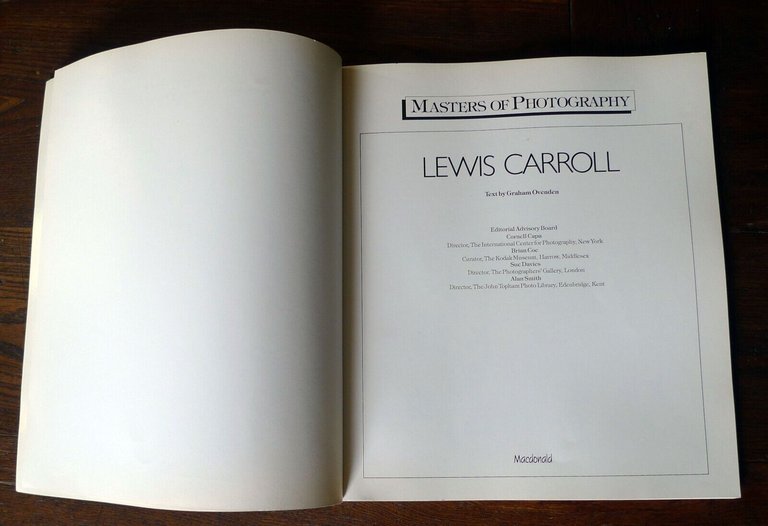 MASTERS OF PHOTOGRAPHY
LEWIS CARROLL
Text by Graham Ovenden
Editorial Advisory Board
Cornell Capa
Director, The International Center for Photography, New York
Brian Coe
Curator, The Kodak Museum, Harrow, Middlesex
Sue Davies
Director, The Photographers' Gallery, London
Alan Smith
Director, The John Topham Photo Library, Edenbridge, Kent
Macdonald